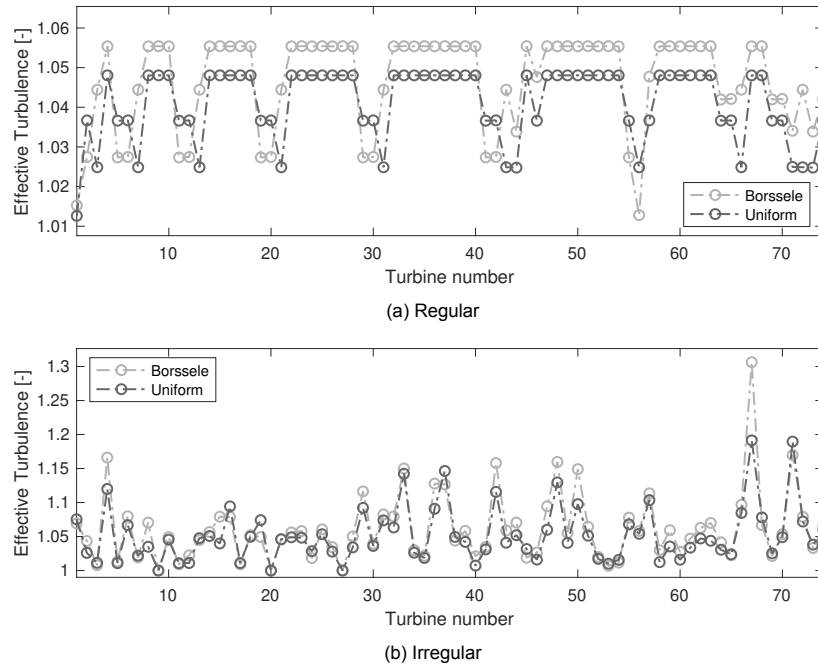 1.06
1.05
1.04
1.03
1.02
1.01
Effective Turbulence [-]
Borssele
Uniform
10 20 30 40 50 60 70
Turbine number
(a) Regular
1.3
1.25
1.2
1.15
1.1
1.05
1
Effective Turbulence [-]
Borssele
Uniform
10 20 30 40 50 60 70
Turbine number
(b) Irregular